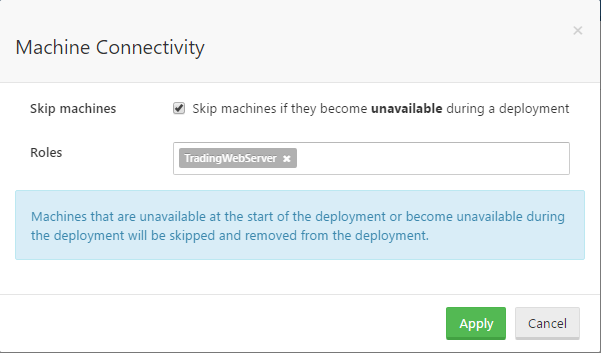 Machine Connectivity
Skip machines
Skip machines if they become unavailable during a deployment
Roles
TradingWebServer
Machines that are unavailable at the start of the deployment or become unavailable during
the deployment will be skipped and removed from the deployment.
Apply
Cancel